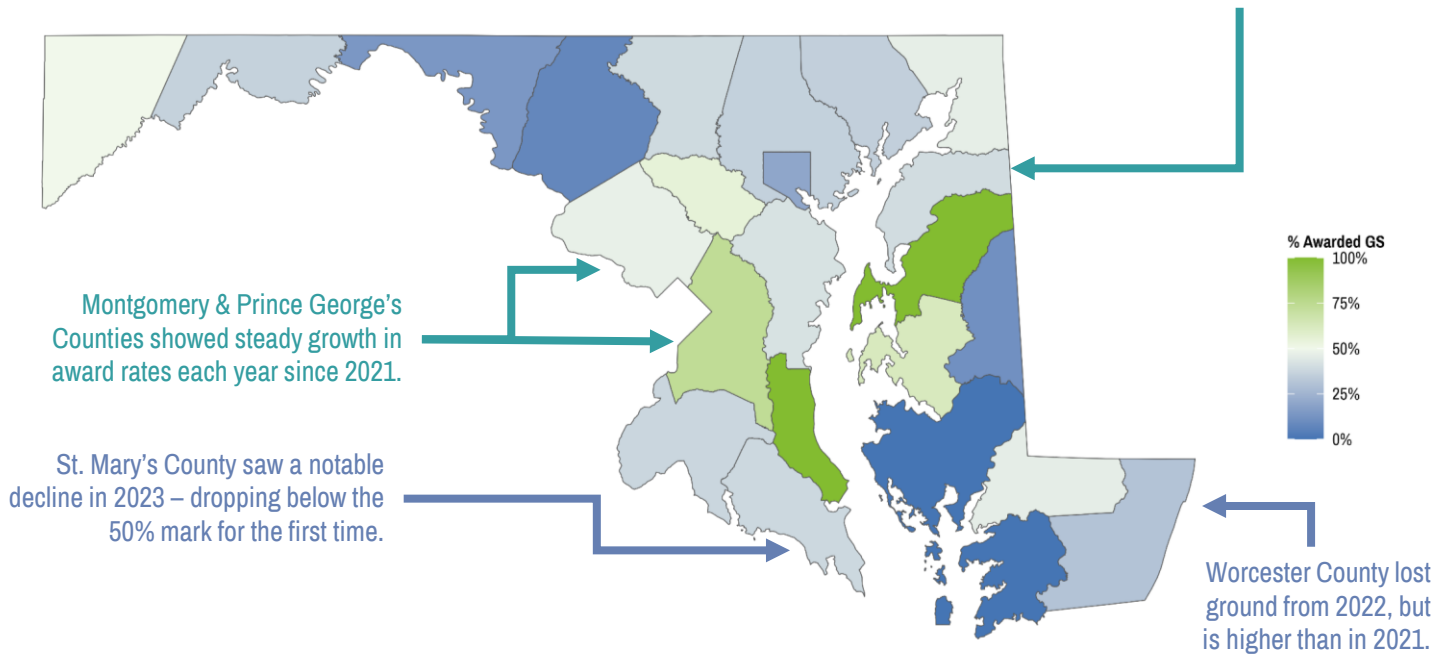 Montgomery & Prince George's
Counties showed steady growth in
award rates each year since 2021.
St. Mary's County saw a notable
decline in 2023 – dropping below the
50% mark for the first time.
% Awarded GS
100%
75%
50%
25%
0%
Worcester County lost
ground from 2022, but
is higher than in 2021.